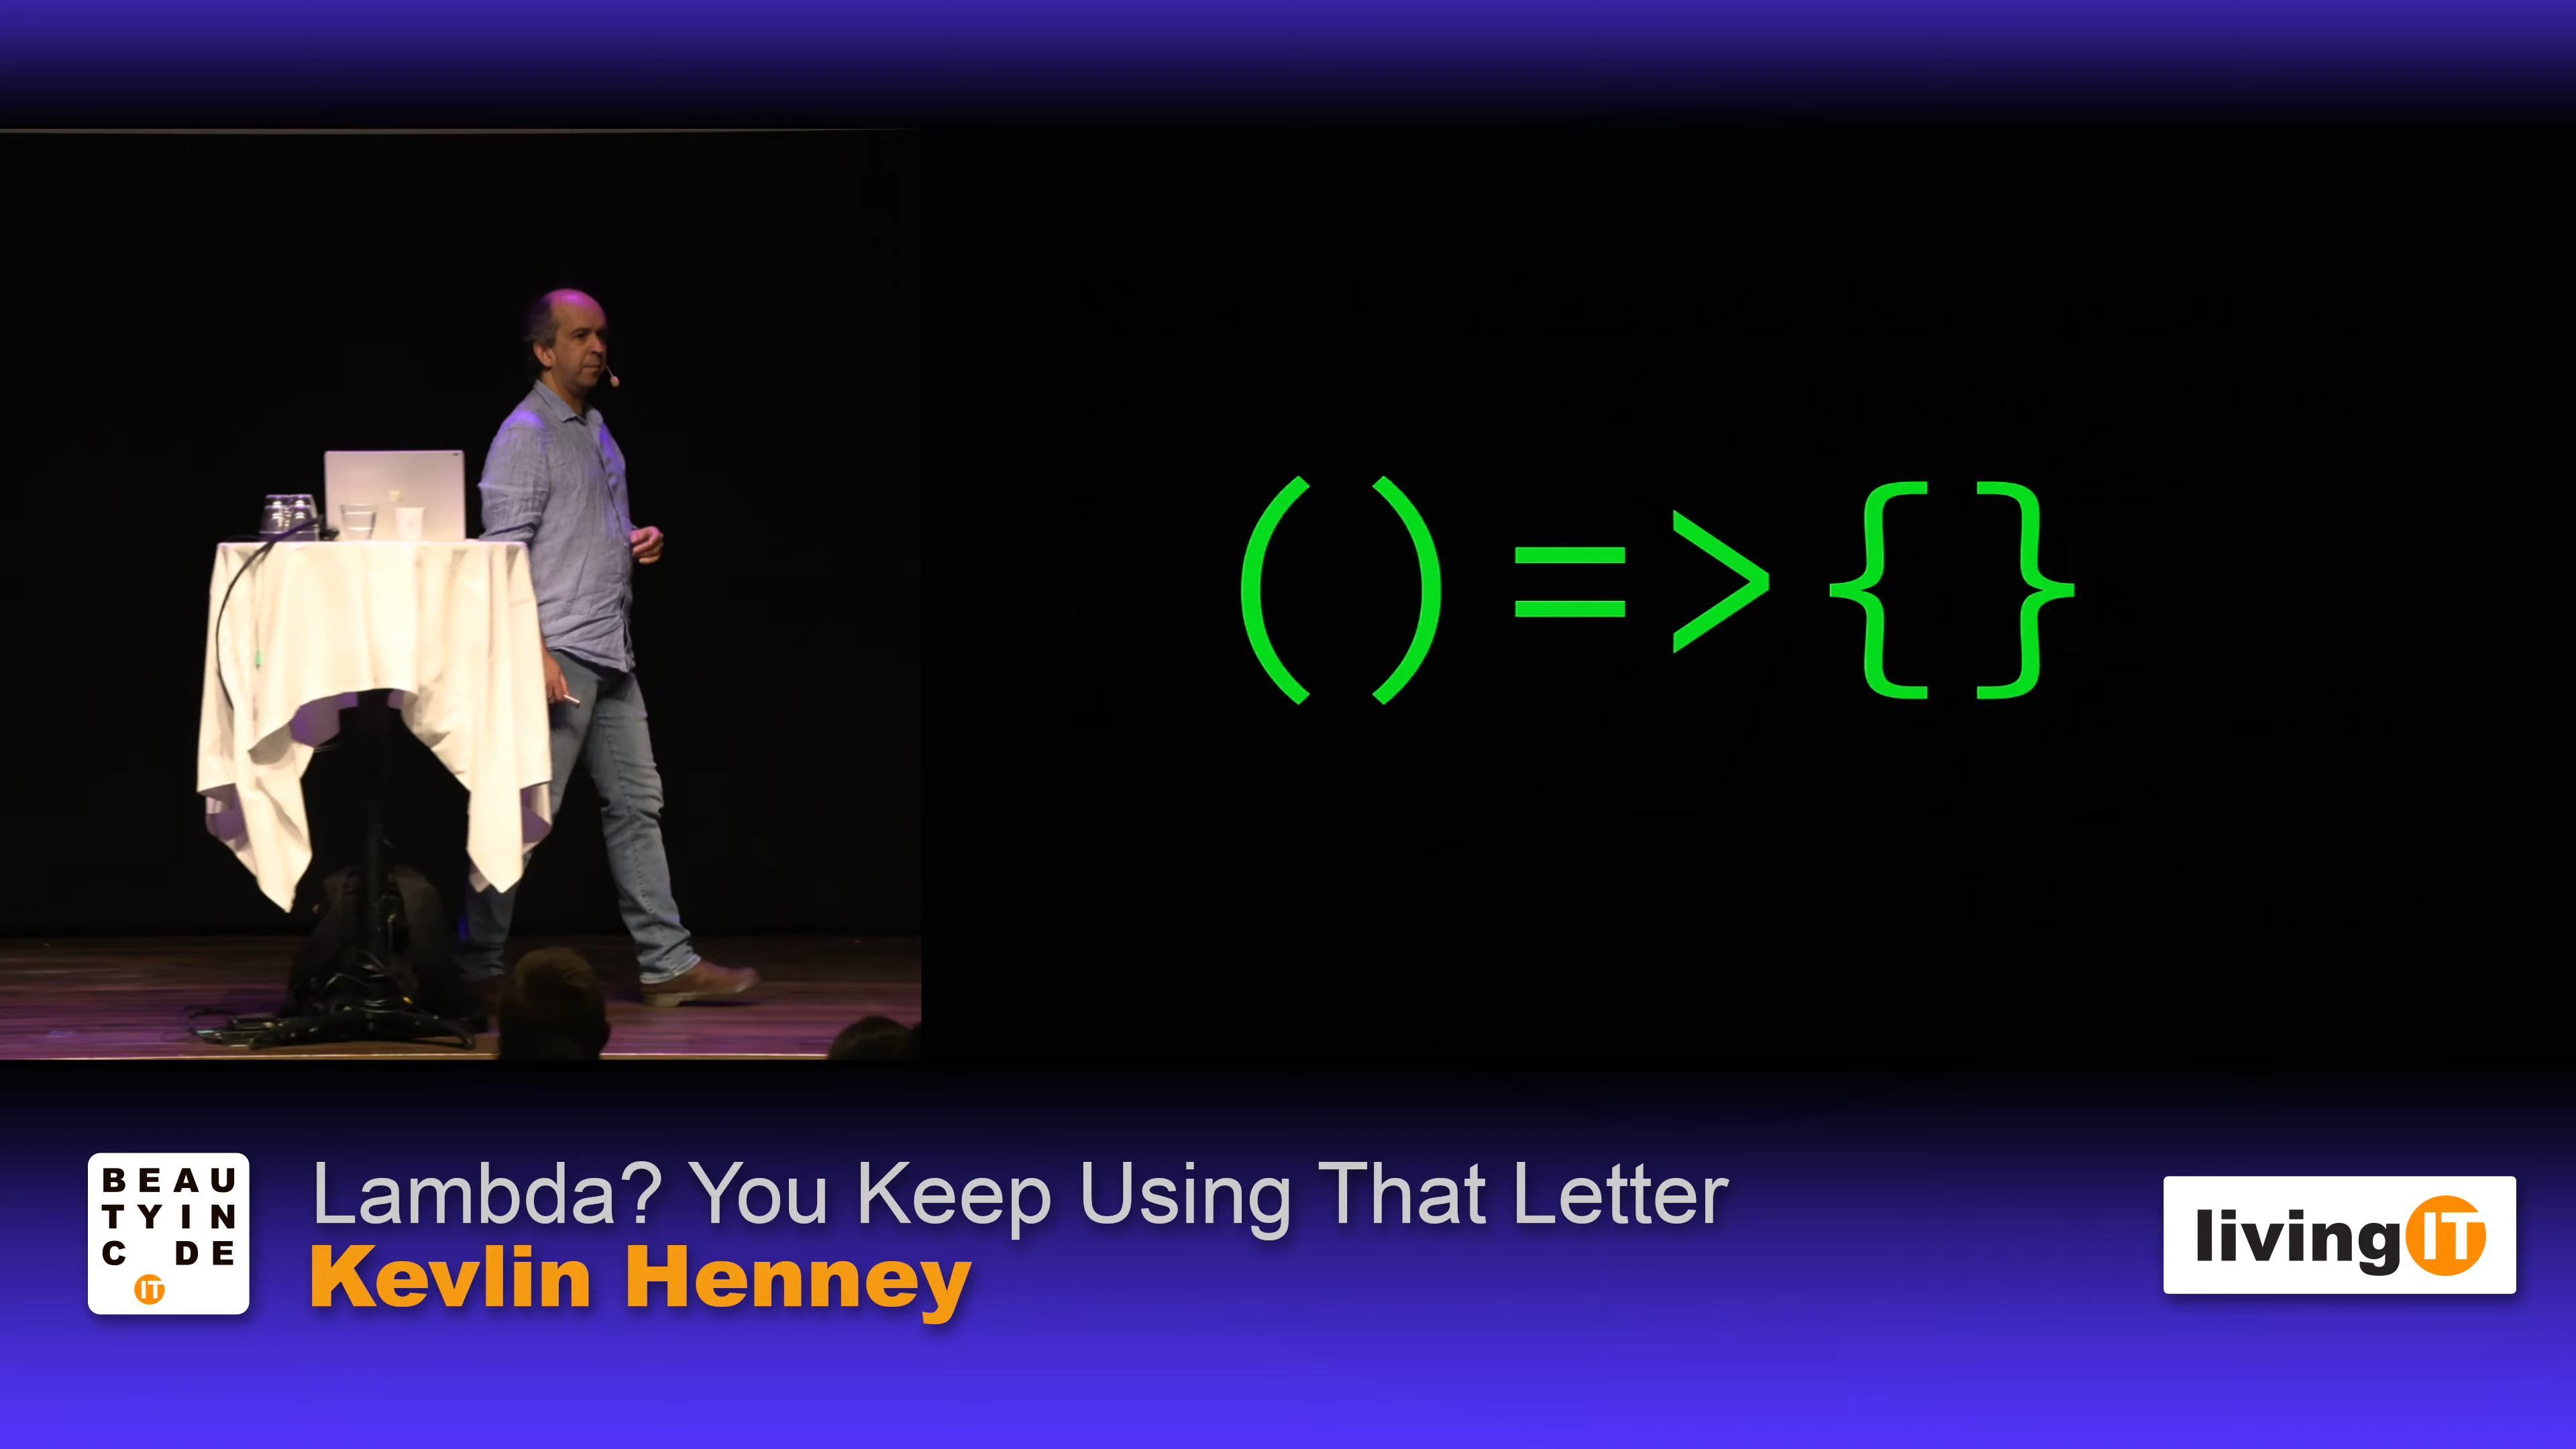 ()=>{}
BEAU
TYIN
C DE
IT
Lambda? You Keep Using That Letter
Kevlin Henney
livingIT